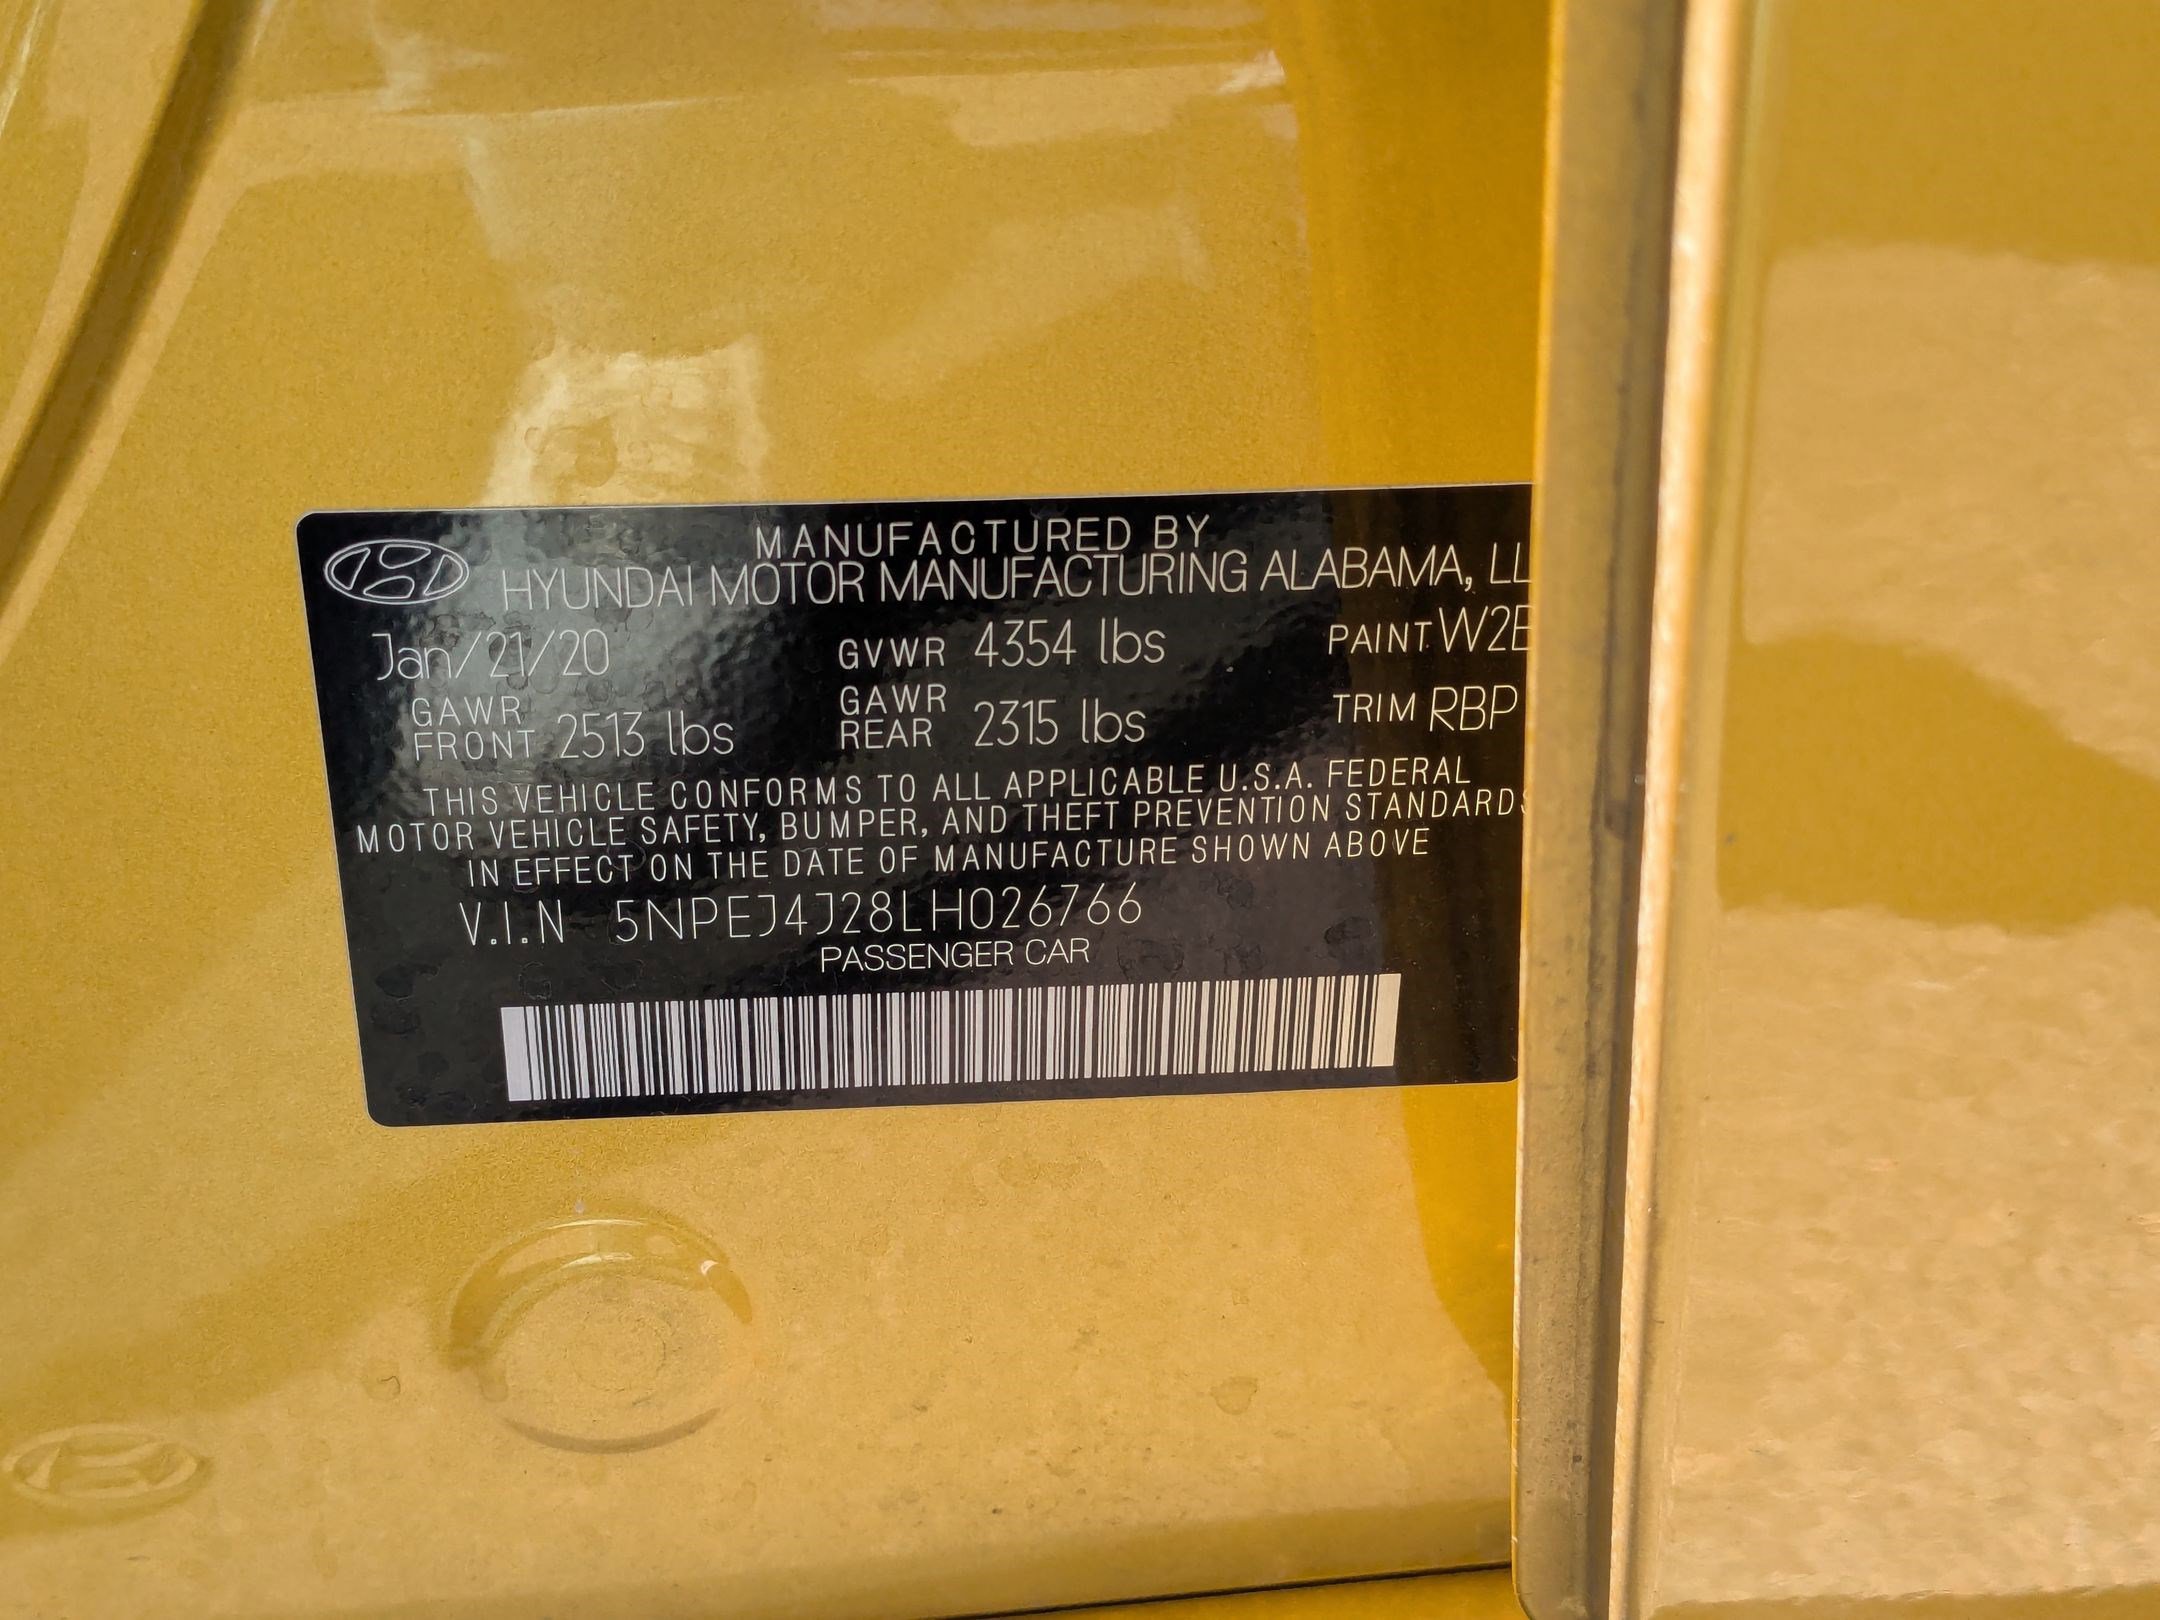 MANUFACTURED BY
HYUNDAI MOTOR MANUFACTURING ALABAMA, LL
Jan/21/20 GVWR 4354 lbs PAINT W2
GAWR FRONT 2513 lbs GAWR REAR 2315 lbs TRIM RBP
THIS VEHICLE CONFORMS TO ALL APPLICABLE U.S.A. FEDERAL
MOTOR VEHICLE SAFETY, BUMPER, AND THEFT PREVENTION STANDARDS
IN EFFECT ON THE DATE OF MANUFACTURE SHOWN ABOVE
V.I.N 5NPEJ4J28LH026766
PASSENGER CAR